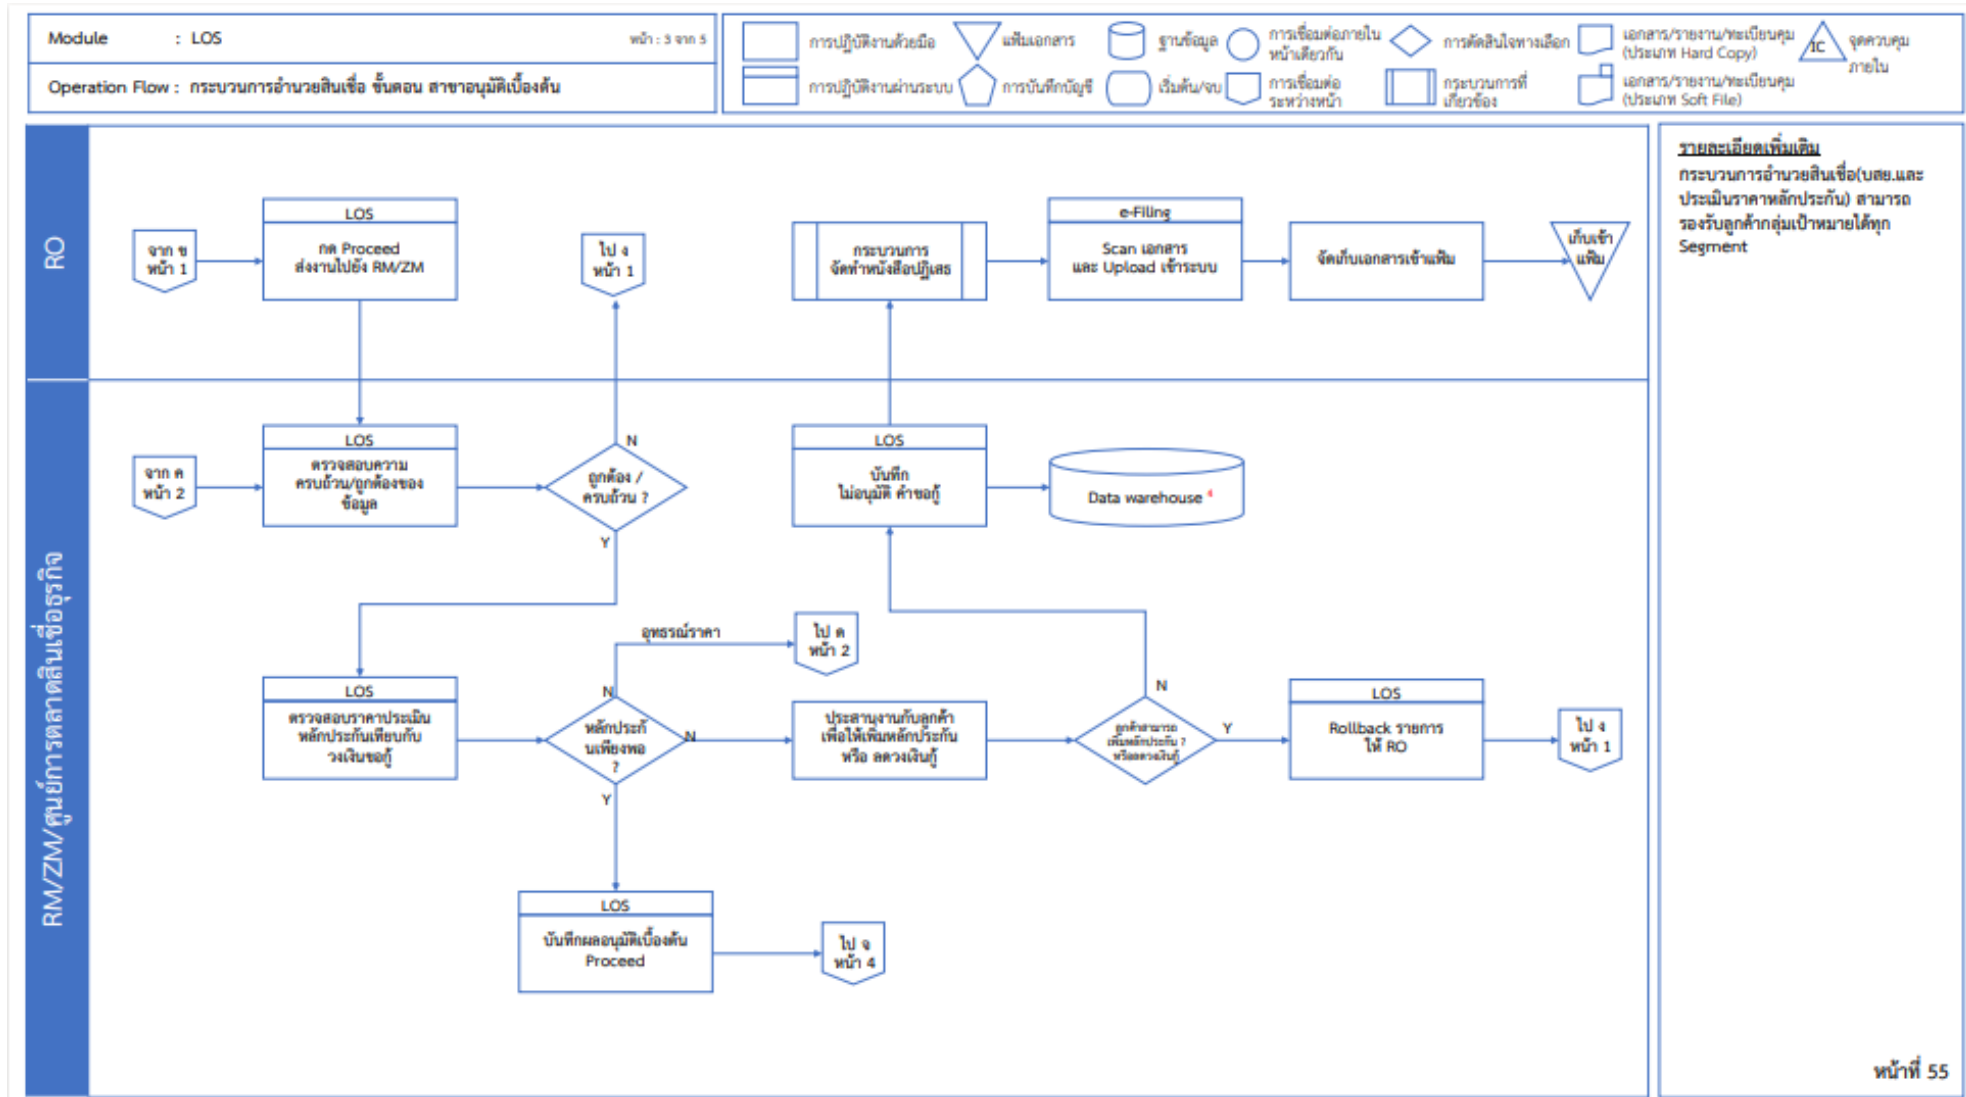 Module : LOS
หน้า : 3 จาก 5
Operation Flow : กระบวนการอำนวยสินเชื่อ ขั้นตอน สาขาอนุมัติเบื้องต้น
การปฏิบัติงานด้วยมือ
แฟ้มเอกสาร
ฐานข้อมูล
การเชื่อมต่อภายใน
หน้าเดียวกัน
การตัดสินใจทางเลือก
เอกสาร/รายงาน/ทะเบียนคุม
(ประเภท Hard Copy)
IC
จุดควบคุม
ภายใน
การปฏิบัติงานผ่านระบบ
การบันทึกบัญชี
เริ่มต้น/จบ
การเชื่อมต่อ
ระหว่างหน้า
กระบวนการที่
เกี่ยวข้อง
เอกสาร/รายงาน/ทะเบียนคุม
(ประเภท Soft File)
RO
จาก ข
หน้า 1
LOS
กด Proceed
ส่งงานไปยัง RM/ZM
ไป ง
หน้า 1
กระบวนการ
จัดทำหนังสือปฏิเสธ
e-Filing
Scan เอกสาร
และ Upload เข้าระบบ
จัดเก็บเอกสารเข้าแฟ้ม
เก็บเข้า
แฟ้ม
RM/ZM/ศูนย์การตลาดสินเชื่อธุรกิจ
จาก ค
หน้า 2
LOS
ตรวจสอบความ
ครบถ้วน/ถูกต้องของ
ข้อมูล
N
ถูกต้อง /
ครบถ้วน ?
Y
LOS
บันทึก
ไม่อนุมัติ คำขอกู้
Data warehouse 4
อุทธรณ์ราคา
ไป ค
หน้า 2
LOS
ตรวจสอบราคาประเมิน
หลักประกันเทียบกับ
วงเงินขอกู้
N
หลักประกั
นเพียงพอ
?
N
Y
ประสานงานกับลูกค้า
เพื่อให้เพิ่มหลักประกัน
หรือ ลดวงเงินกู้
N
ลูกค้าสามารถ
เพิ่มหลักประกัน ?
หรือลดวงเงินกู้
Y
LOS
Rollback รายการ
ให้ RO
ไป ง
หน้า 1
LOS
บันทึกผลอนุมัติเบื้องต้น
Proceed
ไป จ
หน้า 4
รายละเอียดเพิ่มเติม
กระบวนการอำนวยสินเชื่อ(บสย.และ
ประเมินราคาหลักประกัน) สามารถ
รองรับลูกค้ากลุ่มเป้าหมายได้ทุก
Segment
หน้าที่ 55